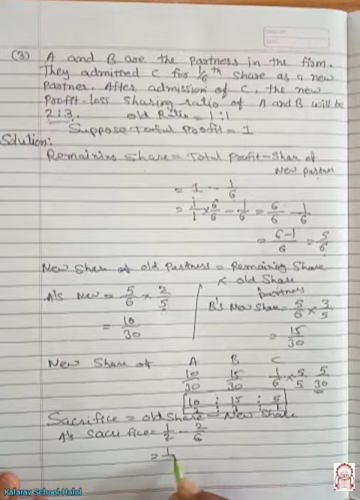 (3) A and B are the Partners in the firm.
They admitted C for 1/6th share as a new
Partner. After admission of C, the new
Profit-loss sharing ratio of A and B will be
2:3. old Ratio = 1:1
Suppose Total Proofit = 1
Solution:
Remaining share = Total Profit - Shar of
New partner
= 1 - 1/6
= 1/1 × 6/6 - 1/6 = 6/6 - 1/6
= 6-1/6 = 5/6
New Share of old Partners = Remaining Share
× old Share
partners
A's New = 5/6 × 2/5 B's New Share = 5/6 × 3/5
= 10/30 = 15/30
New Share of A B C
10/30 15/30 1/6 × 5/5 5/30
10 : 15 : 5
Sacrifice = old Share - New Share
A's Sacrifice = 1/2 - 2/6
= 1
Kalarav School Halol